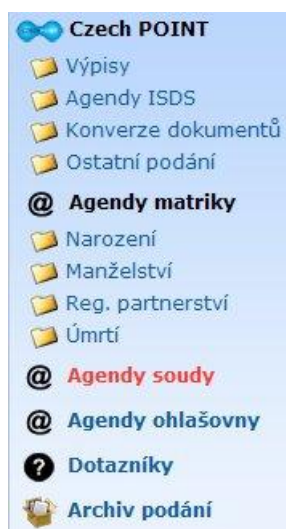 Czech POINT
Výpisy
Agendy ISDS
Konverze dokumentů
Ostatní podání
@ Agendy matriky
Narození
Manželství
Reg. partnerství
Úmrtí
@ Agendy soudy
@ Agendy ohlašovny
? Dotazníky
Archiv podání